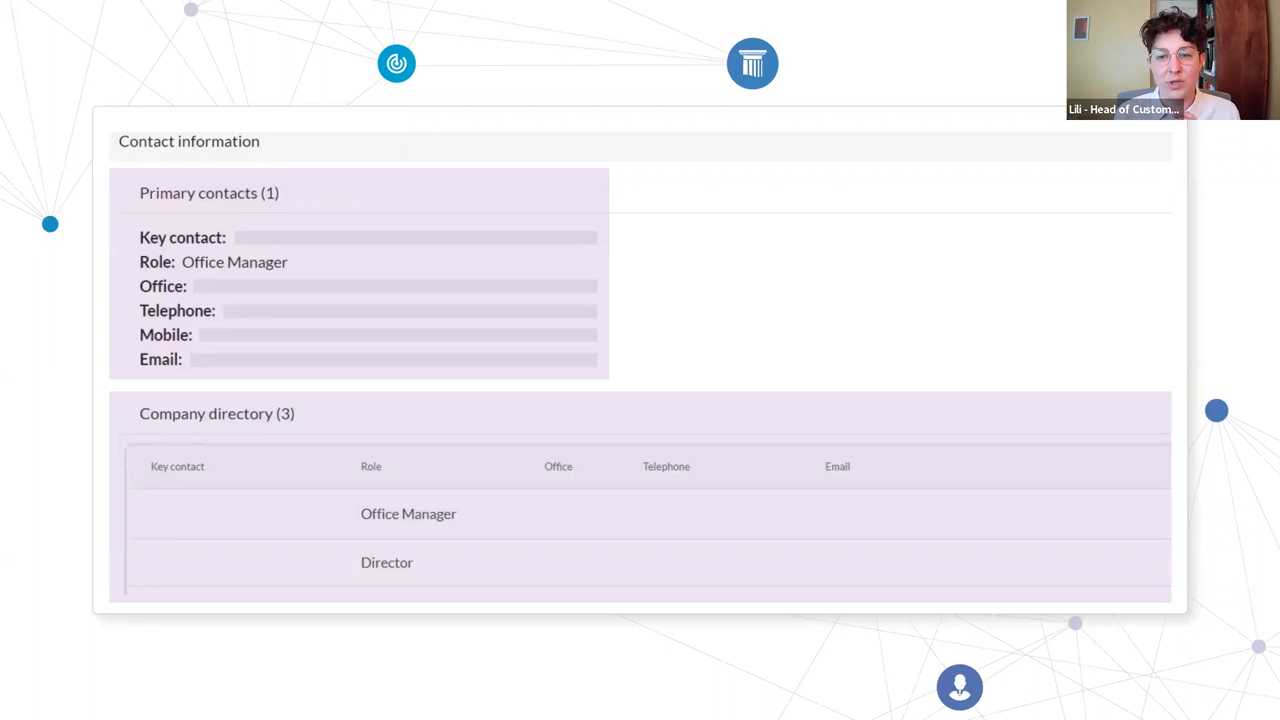 Lili - Head of Custom...
Contact information
Primary contacts (1)
Key contact:
Role: Office Manager
Office:
Telephone:
Mobile:
Email:
Company directory (3)
Key contact Role Office Telephone Email
Office Manager
Director